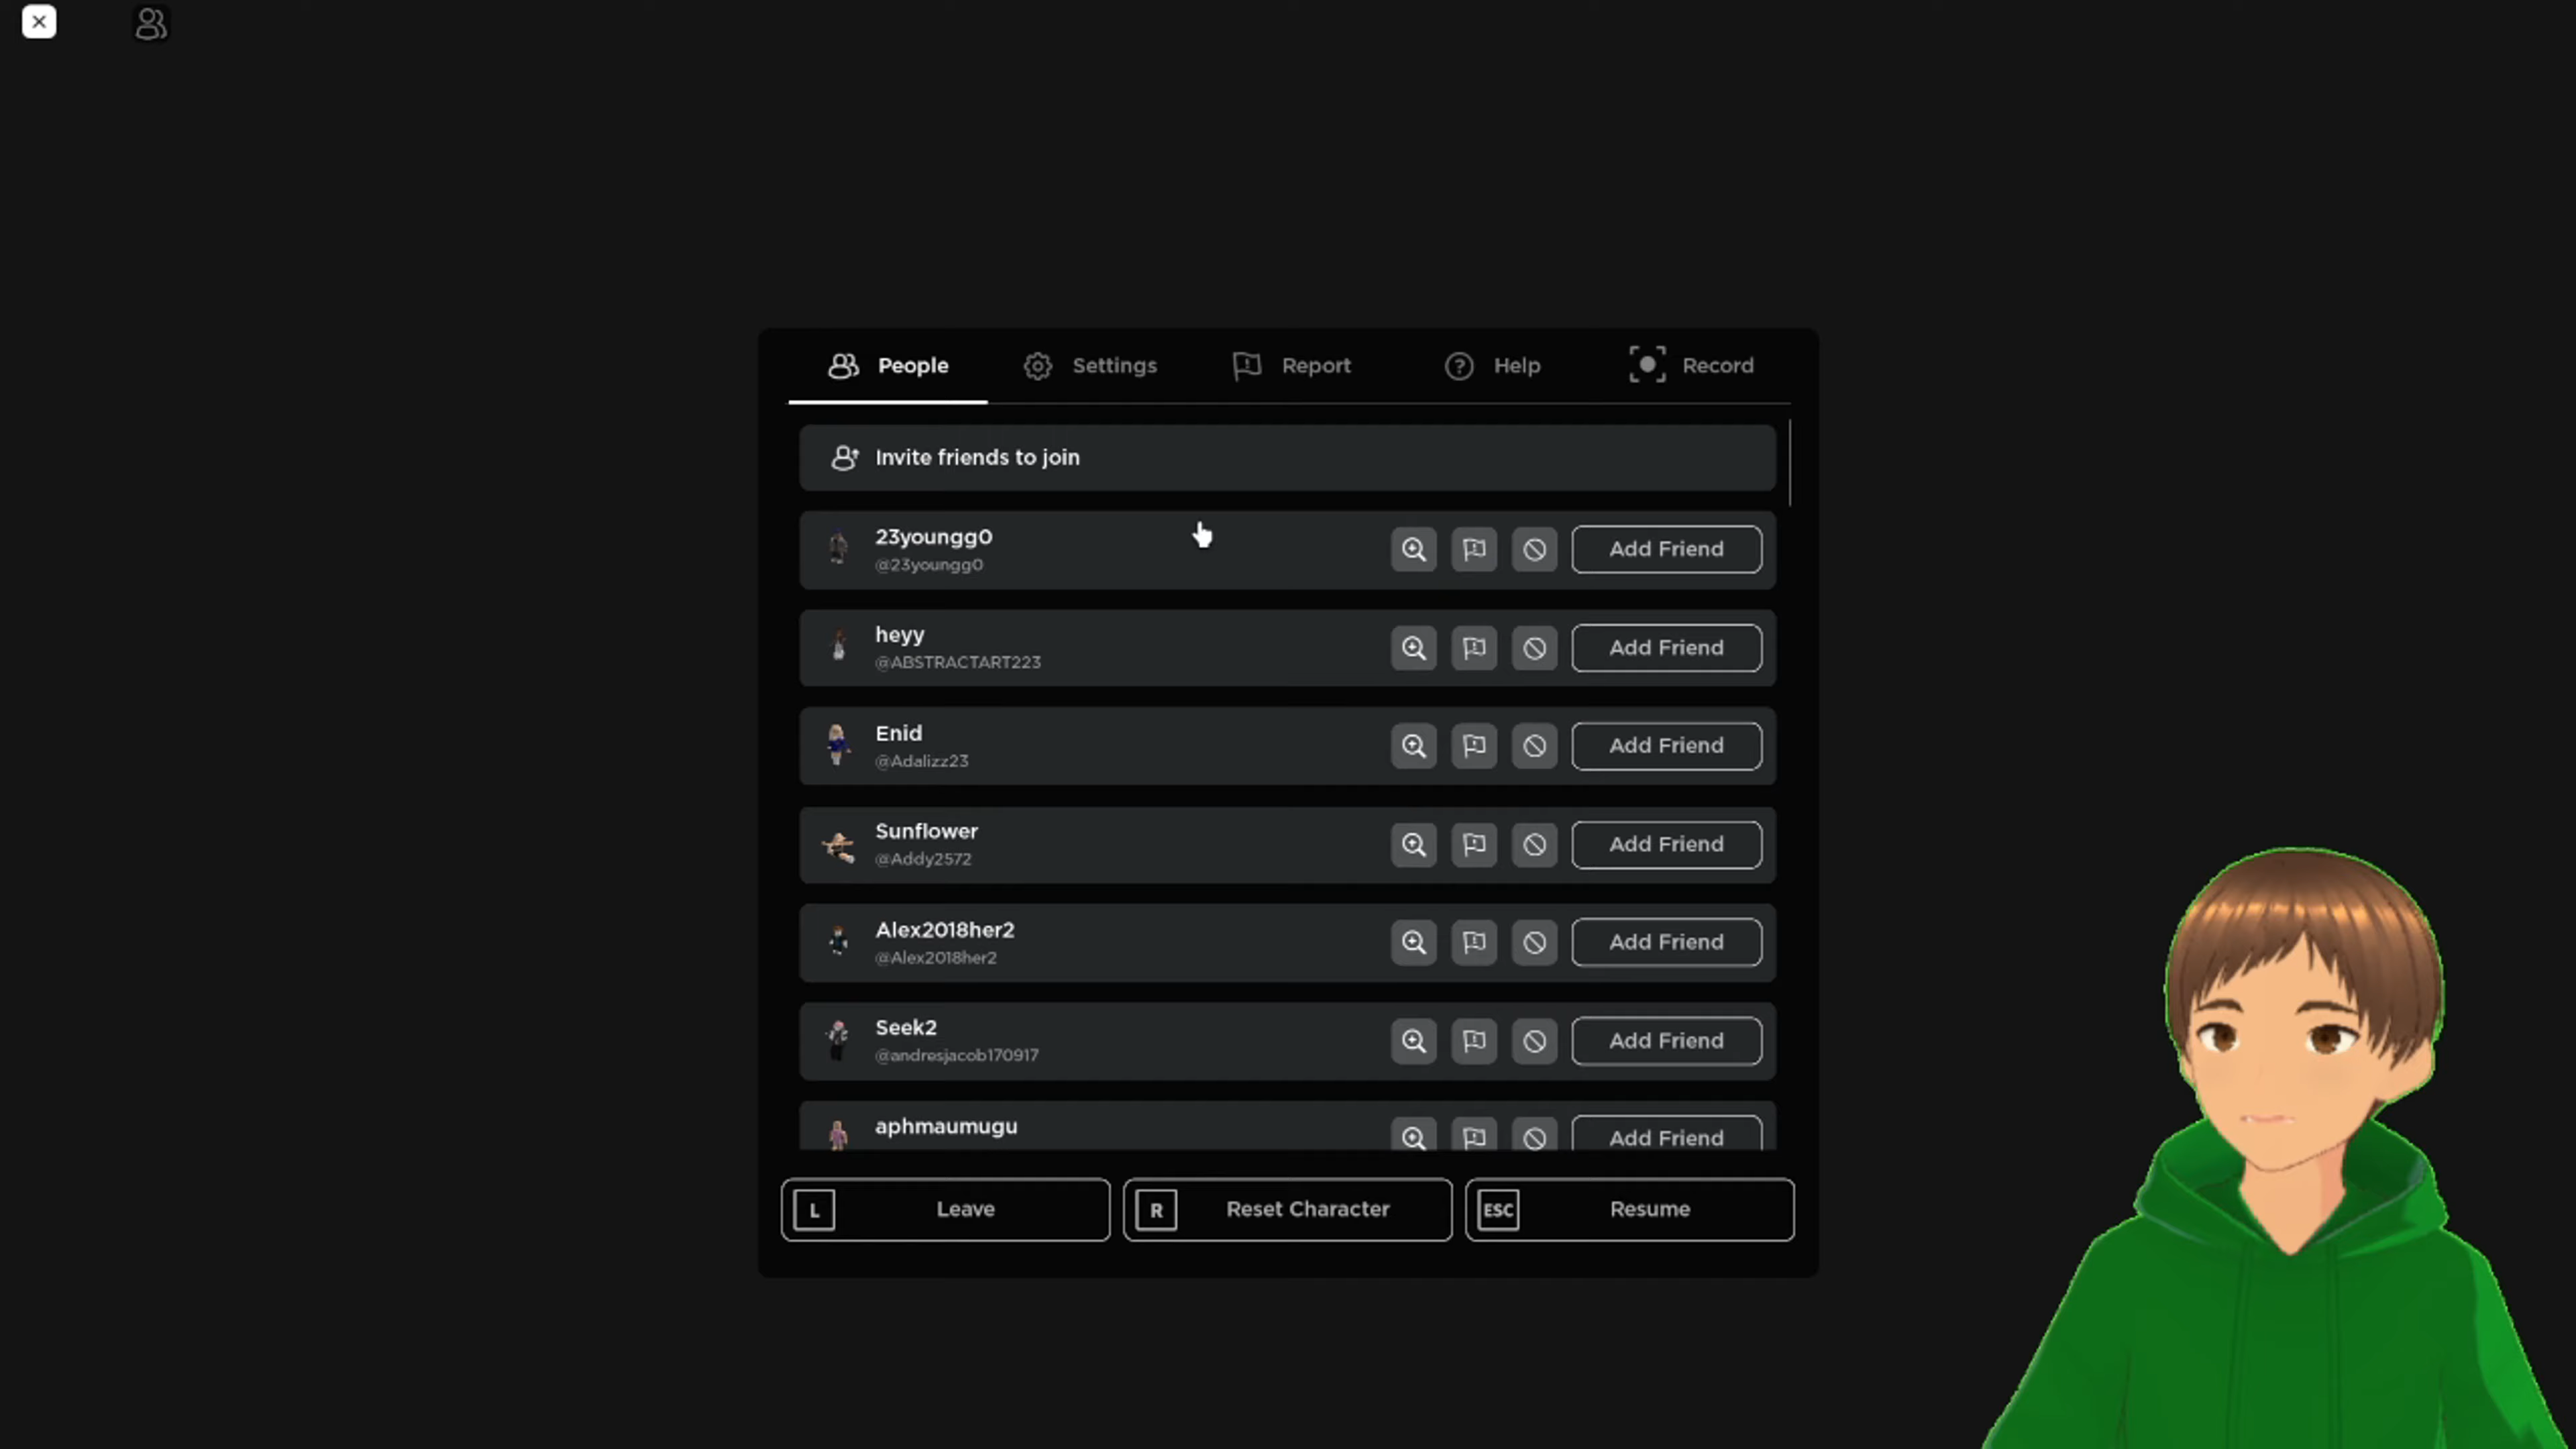 People
Settings
Report
Help
Record
Invite friends to join
23youngg0
@23youngg0
Add Friend
heyy
@ABSTRACTART223
Add Friend
Enid
@Adalizz23
Add Friend
Sunflower
@Addy2572
Add Friend
Alex2018her2
@Alex2018her2
Add Friend
Seek2
@andresjacob170917
Add Friend
aphmaumugu
Add Friend
L Leave
R Reset Character
ESC Resume